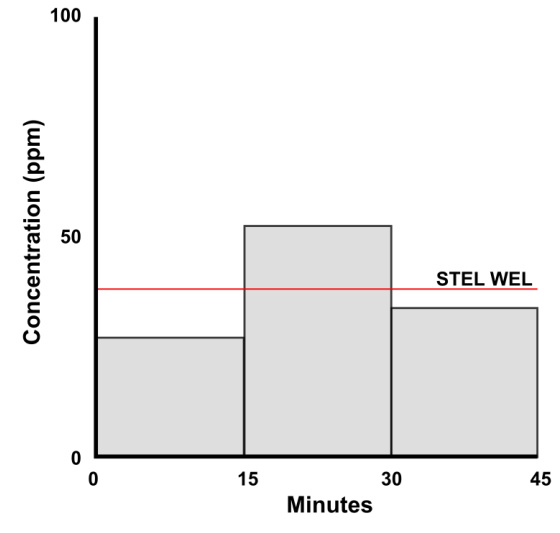 100
Concentration (ppm)
50
STEL WEL
0
0 15 30 45
Minutes